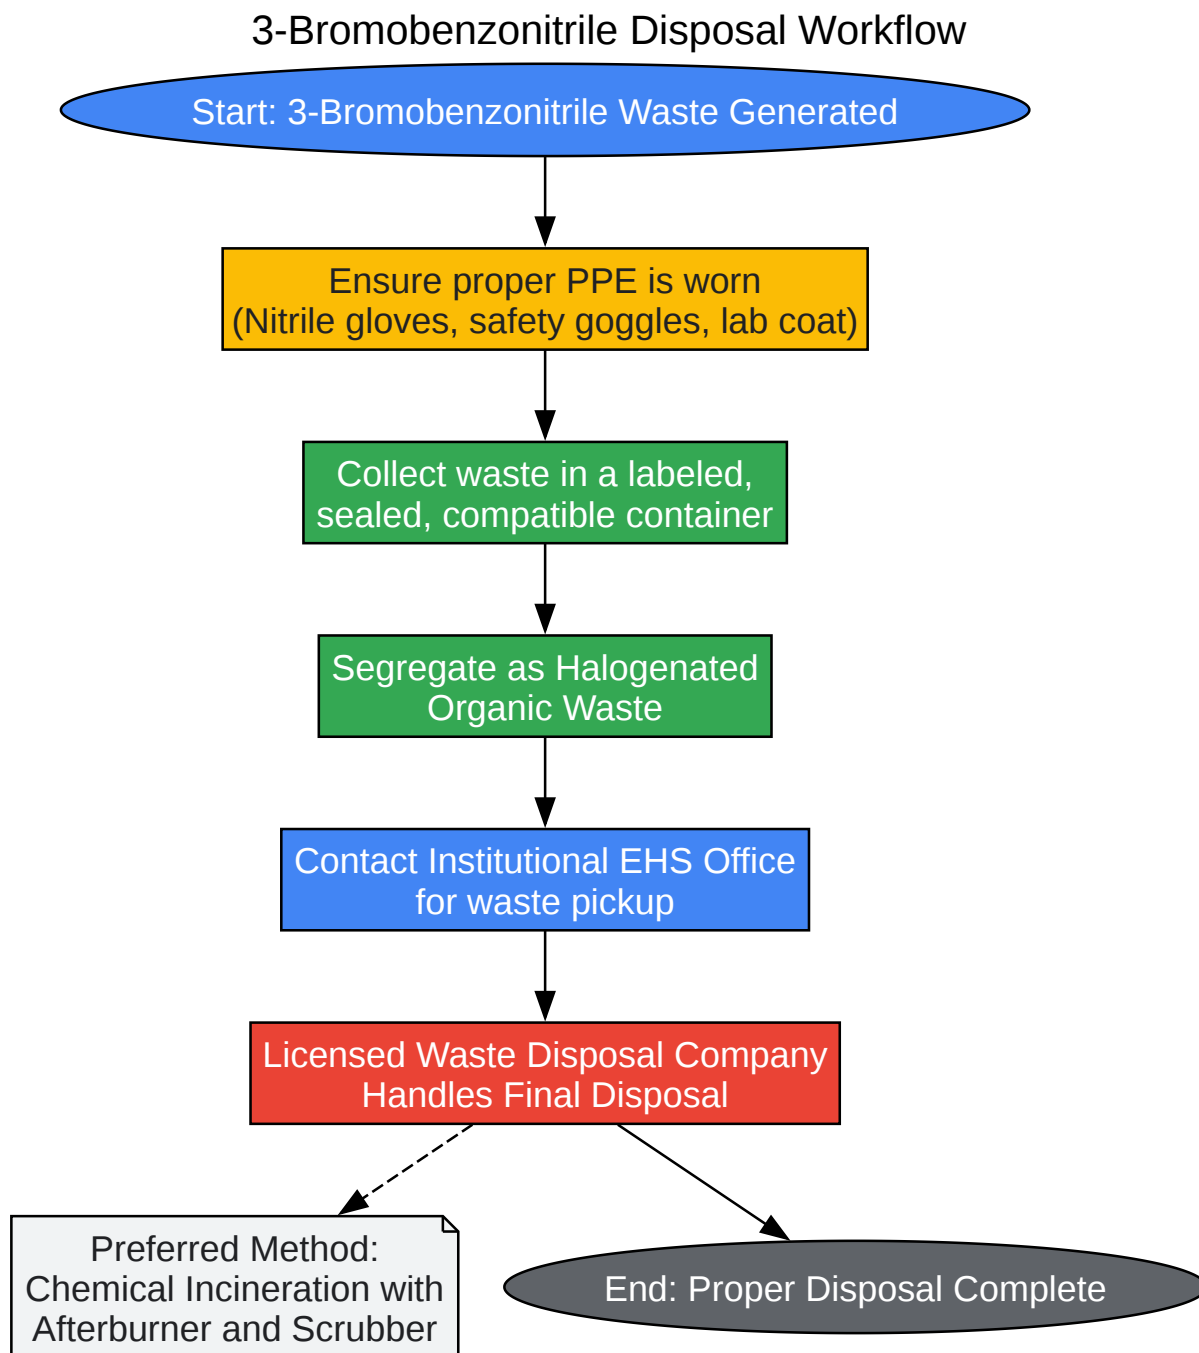 3-Bromobenzonitrile Disposal Workflow
Start: 3-Bromobenzonitrile Waste Generated
Ensure proper PPE is worn
(Nitrile gloves, safety goggles, lab coat)
Collect waste in a labeled,
sealed, compatible container
Segregate as Halogenated
Organic Waste
Contact Institutional EHS Office
for waste pickup
Licensed Waste Disposal Company
Handles Final Disposal
Preferred Method:
Chemical Incineration with
Afterburner and Scrubber
End: Proper Disposal Complete